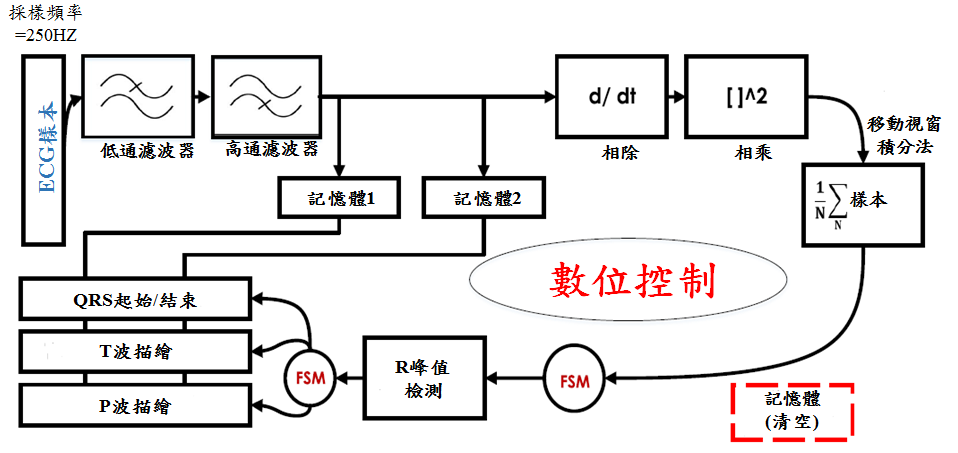 採樣頻率
=250HZ
ECG樣本
低通濾波器
高通濾波器
d/ dt
相除
[ ]^2
相乘
移動視窗
積分法
1/N ∑ N 樣本
記憶體1
記憶體2
數位控制
QRS起始/結束
T波描繪
P波描繪
FSM
R峰值
檢測
FSM
記憶體
(清空)